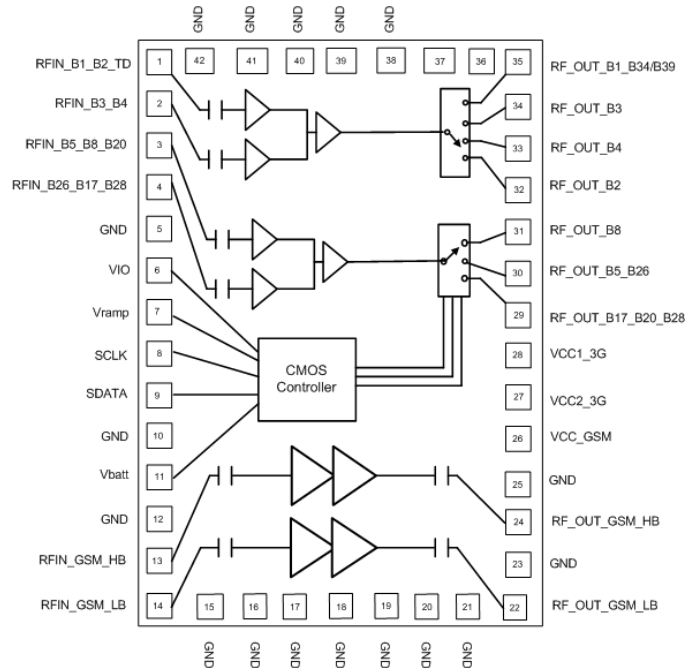 GND GND GND GND GND
42 41 40 39 38 37 36
RFIN_B1_B2_TD 1
RFIN_B3_B4 2
RFIN_B5_B8_B20 3
RFIN_B26_B17_B28 4
GND 5
VIO 6
Vramp 7
SCLK 8
SDATA 9
GND 10
Vbatt 11
GND 12
RFIN_GSM_HB 13
RFIN_GSM_LB 14
CMOS
Controller
35 RF_OUT_B1_B34/B39
34 RF_OUT_B3
33 RF_OUT_B4
32 RF_OUT_B2
31 RF_OUT_B8
30 RF_OUT_B5_B26
29 RF_OUT_B17_B20_B28
28 VCC1_3G
27 VCC2_3G
26 VCC_GSM
25 GND
24 RF_OUT_GSM_HB
23 GND
22 RF_OUT_GSM_LB
15 16 17 18 19 20 21
GND GND GND GND GND GND GND